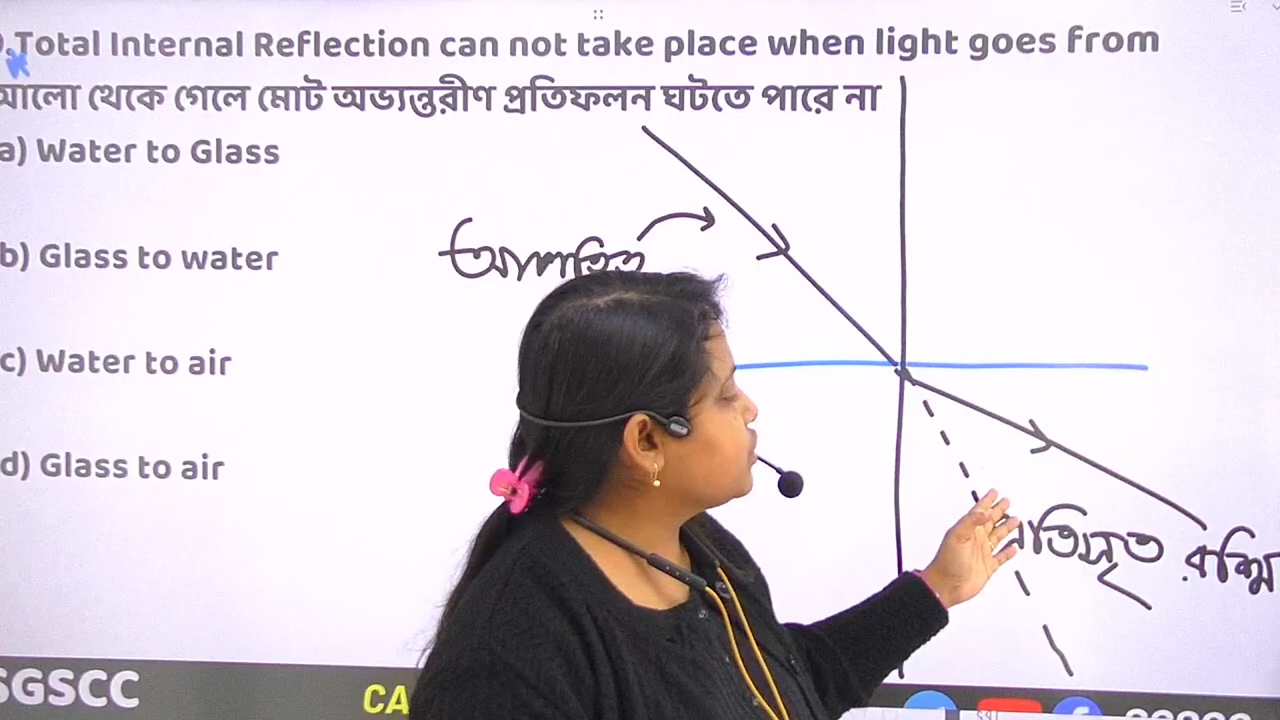 Total Internal Reflection can not take place when light goes from
আলো থেকে গেলে মোট অভ্যন্তরীণ প্রতিফলন ঘটতে পারে না
a) Water to Glass
b) Glass to water
c) Water to air
d) Glass to air
আপতিত
রশ্মি
SGSCC
CA